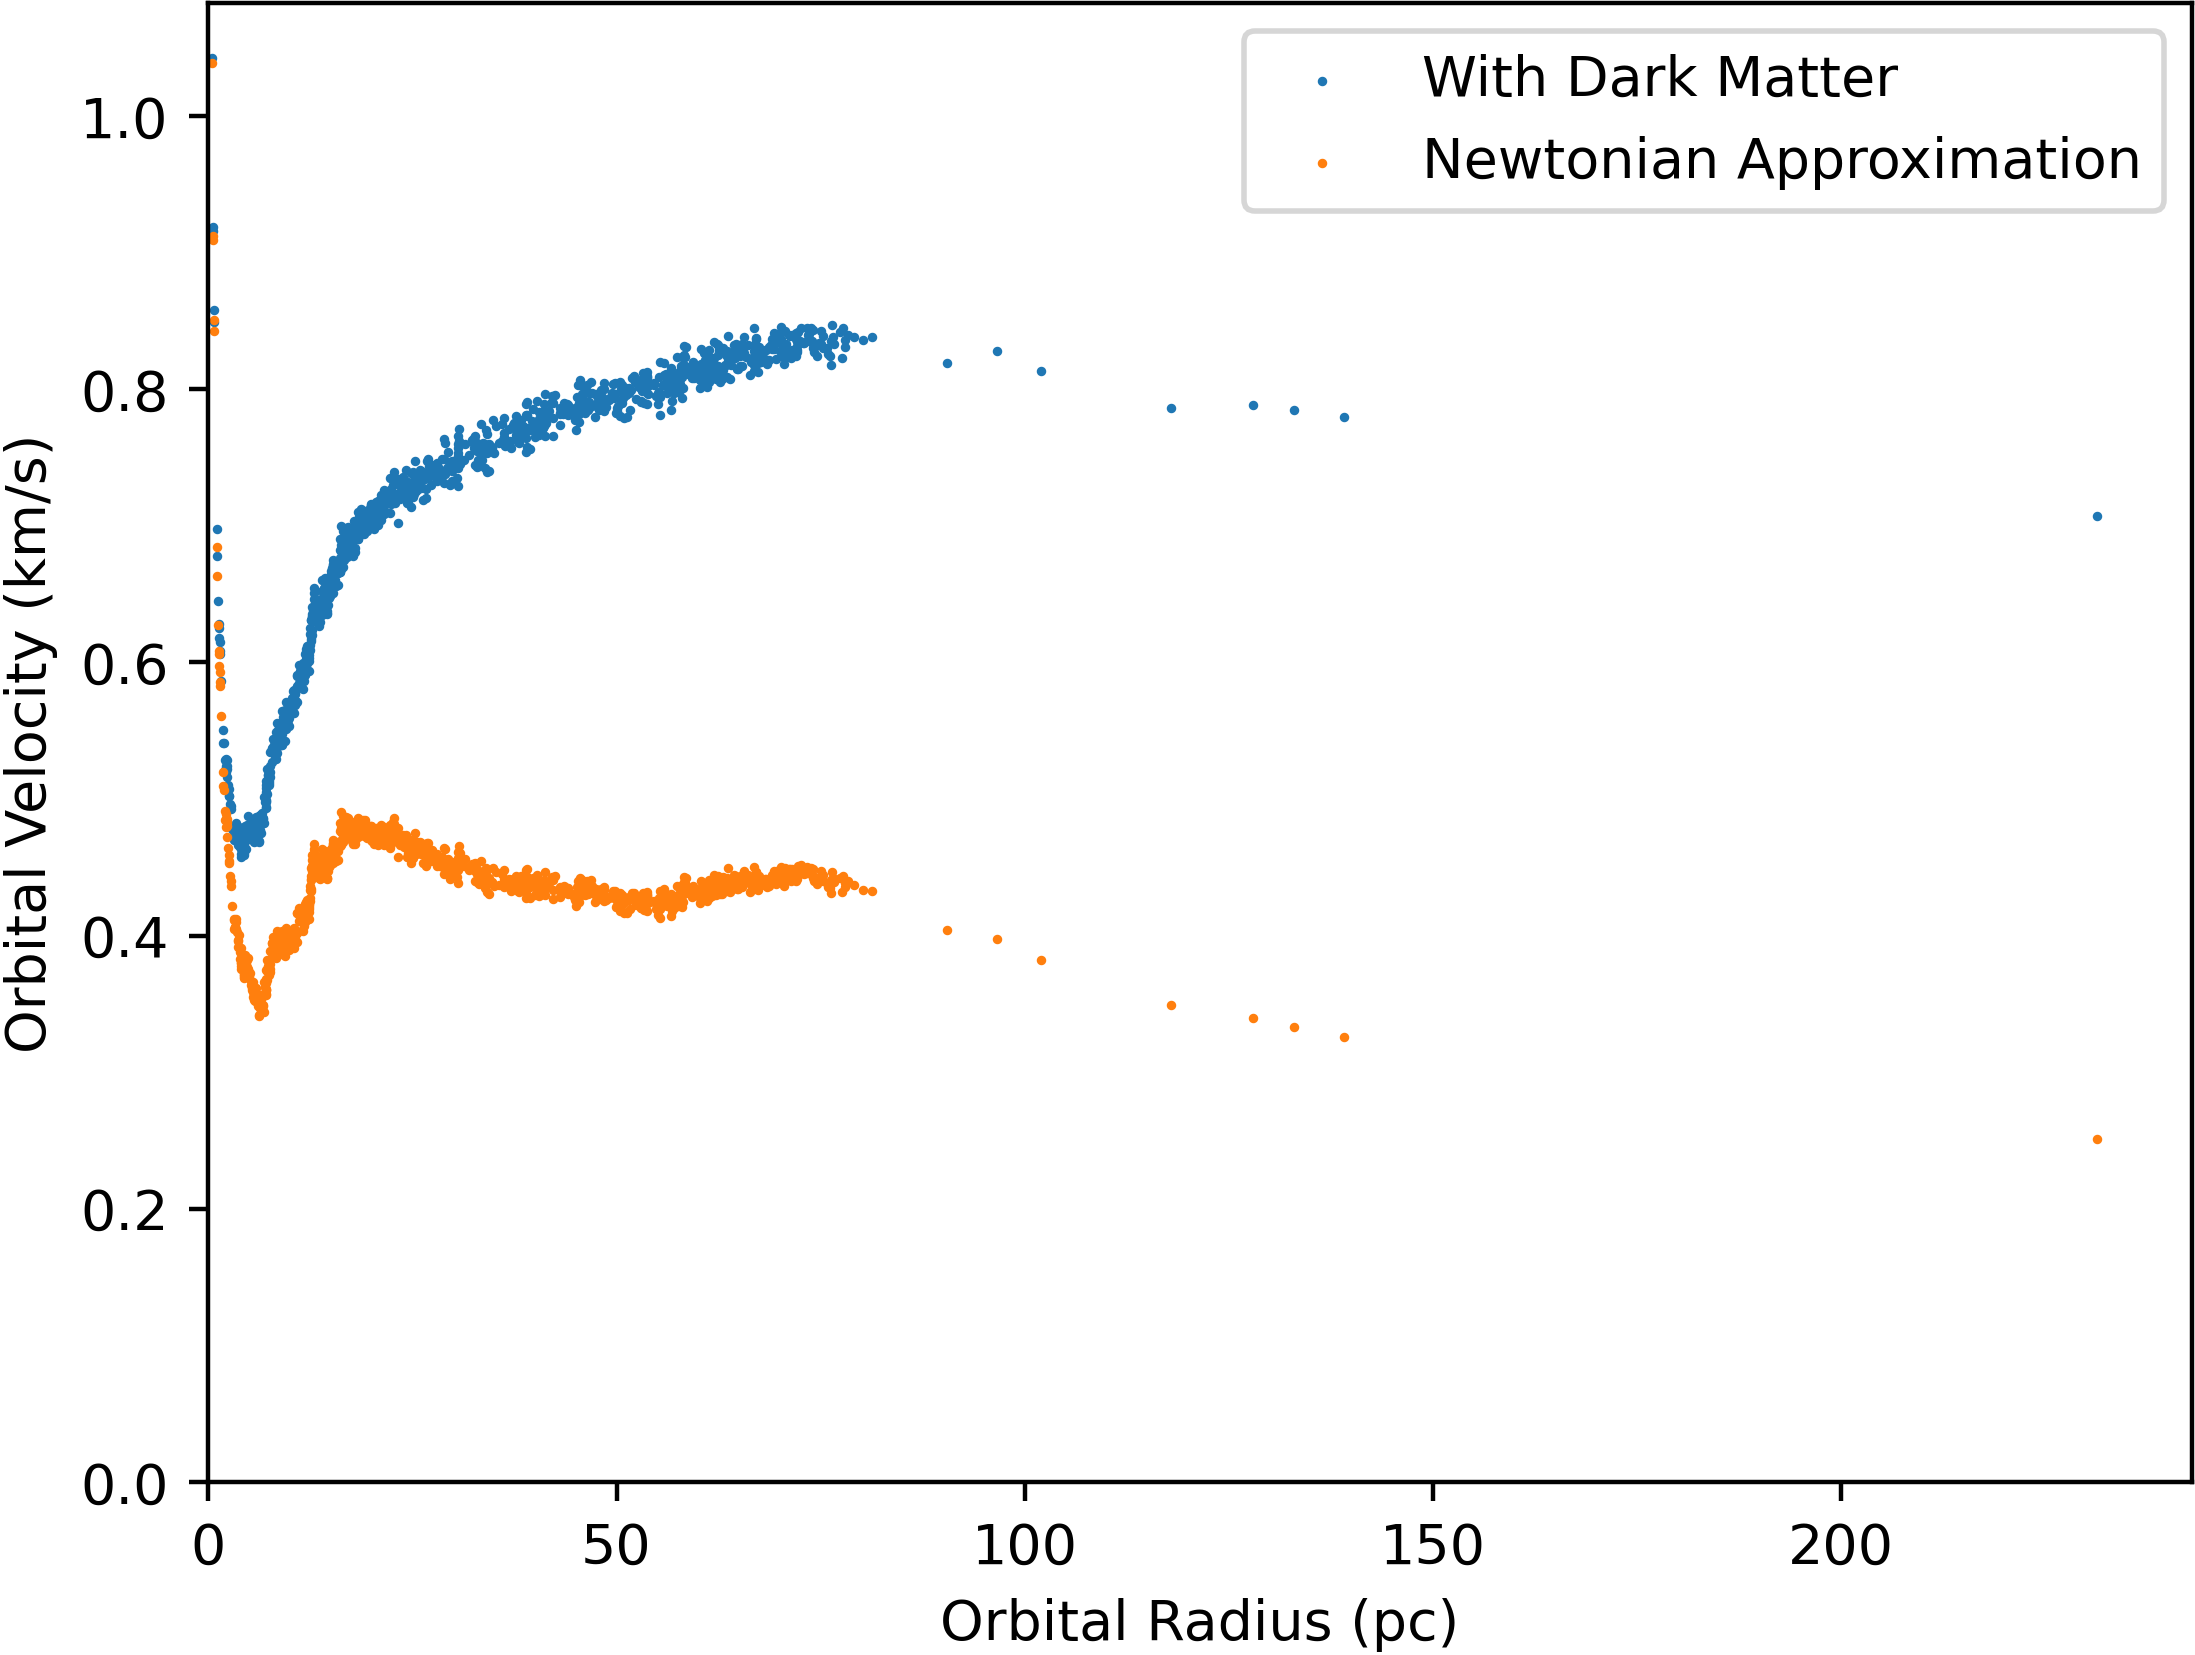 With Dark Matter
Newtonian Approximation
1.0
0.8
0.6
0.4
0.2
0.0
Orbital Velocity (km/s)
0 50 100 150 200
Orbital Radius (pc)